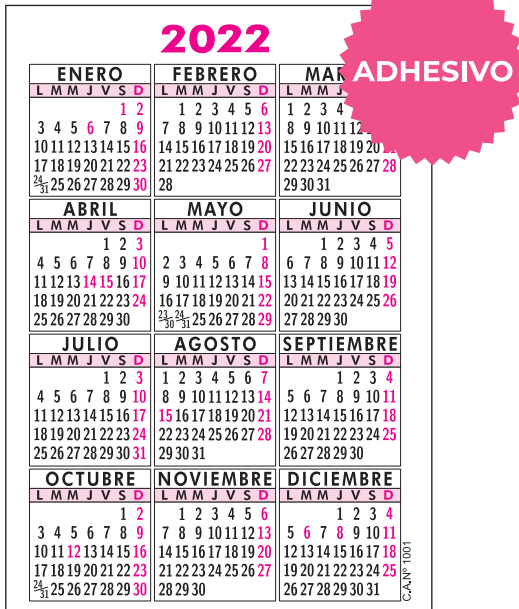 2022
ADHESIVO
ENERO
L M M J V S D
1 2
3 4 5 6 7 8 9
10 11 12 13 14 15 16
17 18 19 20 21 22 23
24/31 25 26 27 28 29 30
FEBRERO
L M M J V S D
1 2 3 4 5 6
7 8 9 10 11 12 13
14 15 16 17 18 19 20
21 22 23 24 25 26 27
28
L M M J
1 2 3 4
8 9 10 11 12
15 16 17 18 19 20
22 23 24 25 26 27 28
29 30 31
ABRIL
L M M J V S D
1 2 3
4 5 6 7 8 9 10
11 12 13 14 15 16 17
18 19 20 21 22 23 24
25 26 27 28 29 30
MAYO
L M M J V S D
1
2 3 4 5 6 7 8
9 10 11 12 13 14 15
16 17 18 19 20 21 22
23/30 24/31 25 26 27 28 29
JUNIO
L M M J V S D
1 2 3 4 5
6 7 8 9 10 11 12
13 14 15 16 17 18 19
20 21 22 23 24 25 26
27 28 29 30
JULIO
L M M J V S D
1 2 3
4 5 6 7 8 9 10
11 12 13 14 15 16 17
18 19 20 21 22 23 24
25 26 27 28 29 30 31
AGOSTO
L M M J V S D
1 2 3 4 5 6 7
8 9 10 11 12 13 14
15 16 17 18 19 20 21
22 23 24 25 26 27 28
29 30 31
SEPTIEMBRE
L M M J V S D
1 2 3 4
5 6 7 8 9 10 11
12 13 14 15 16 17 18
19 20 21 22 23 24 25
26 27 28 29 30
OCTUBRE
L M M J V S D
1 2
3 4 5 6 7 8 9
10 11 12 13 14 15 16
17 18 19 20 21 22 23
24/31 25 26 27 28 29 30
NOVIEMBRE
L M M J V S D
1 2 3 4 5 6
7 8 9 10 11 12 13
14 15 16 17 18 19 20
21 22 23 24 25 26 27
28 29 30
DICIEMBRE
L M M J V S D
1 2 3 4
5 6 7 8 9 10 11
12 13 14 15 16 17 18
19 20 21 22 23 24 25
26 27 28 29 30 31
C.A.Nº 1001